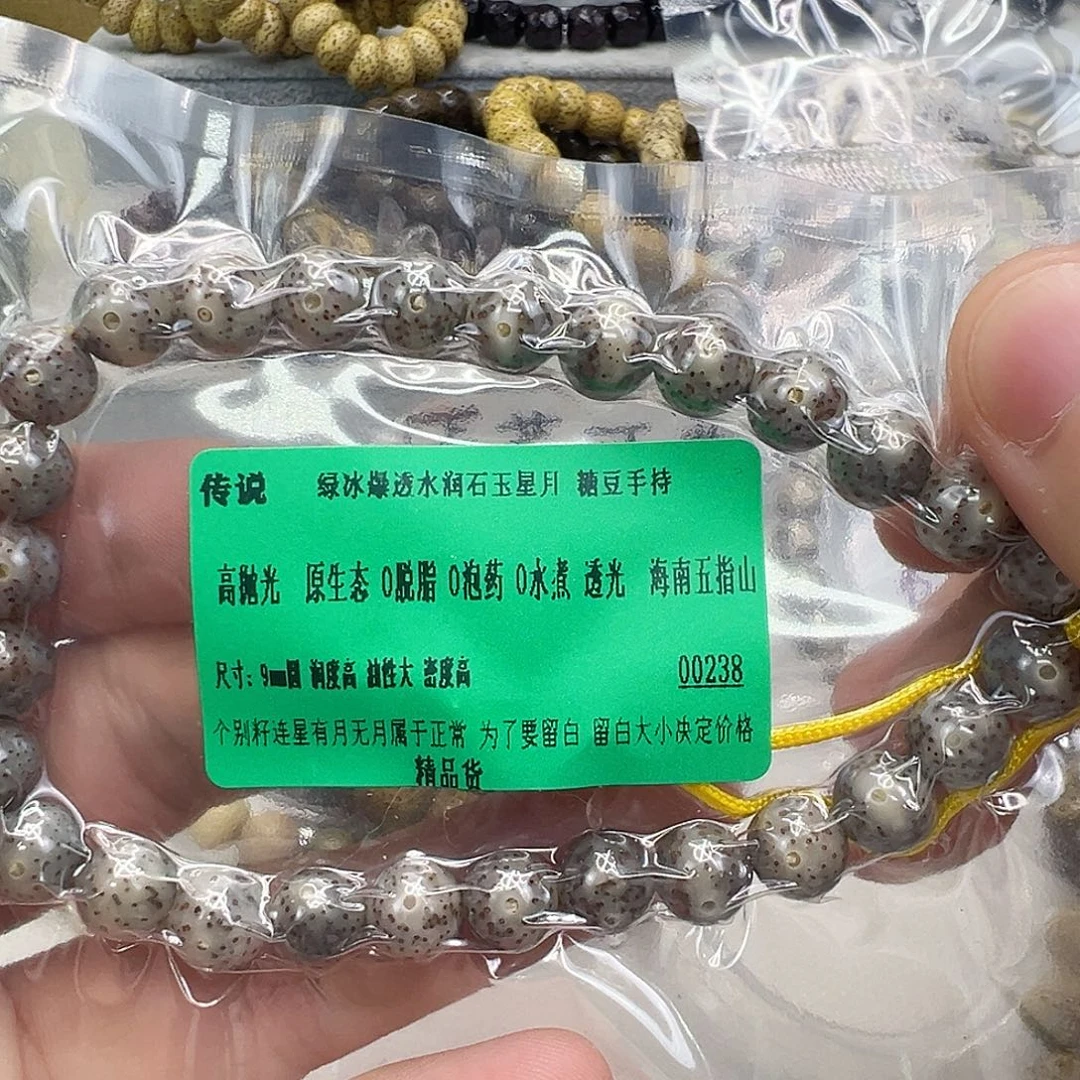 传说 绿冰爆透水润石玉星月 糖豆手持
高抛光 原生态 0脱脂 0泡药 0水煮 透光 海南五指山
尺寸：9mm圆 润度高 油性大 密度高 00238
个别籽连星有月无月属于正常 为了要留白 留白大小决定价格
精品货